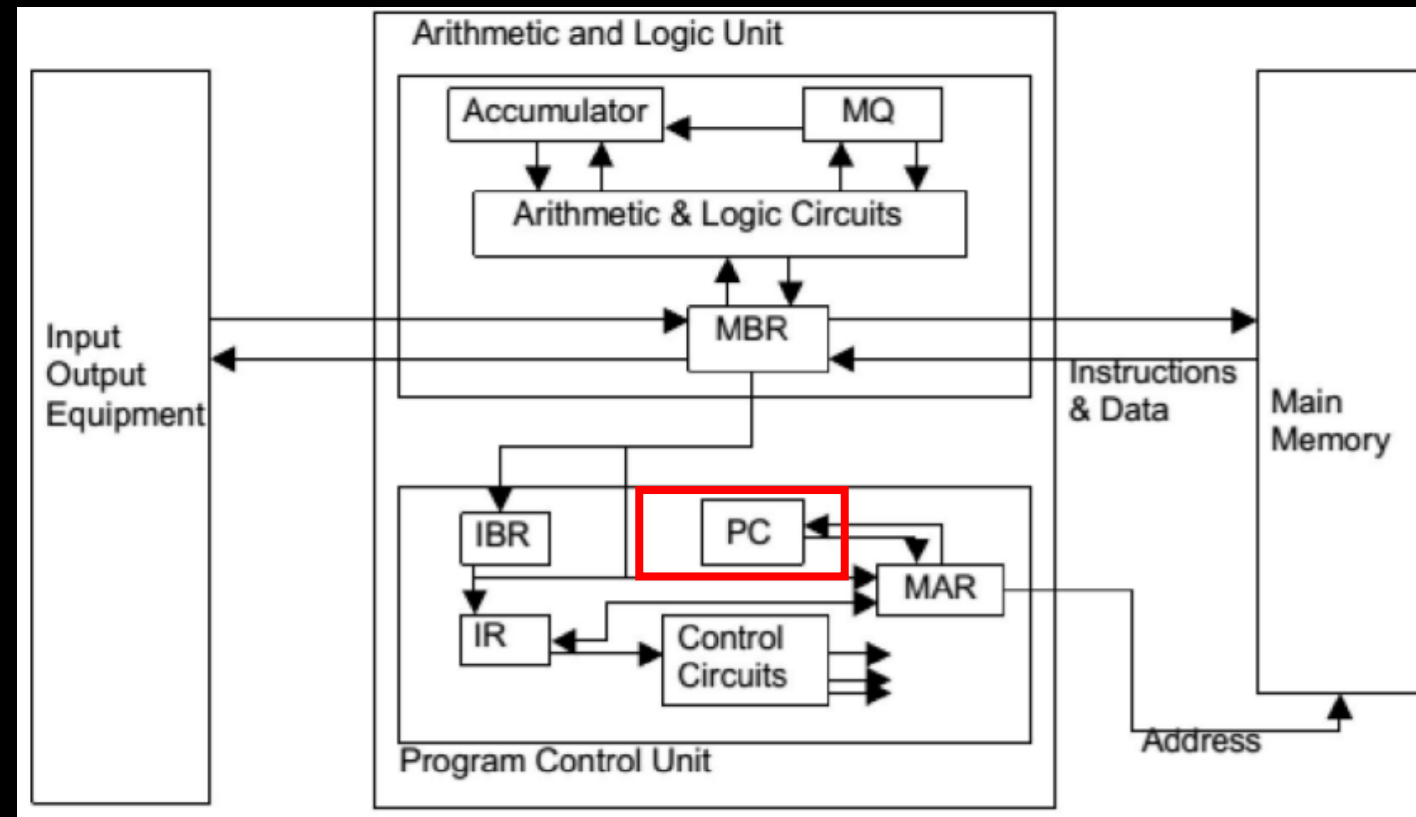 Arithmetic and Logic Unit
Accumulator
MQ
Arithmetic & Logic Circuits
MBR
Input
Output
Equipment
Instructions
& Data
Main
Memory
IBR
PC
MAR
IR
Control
Circuits
Program Control Unit
Address